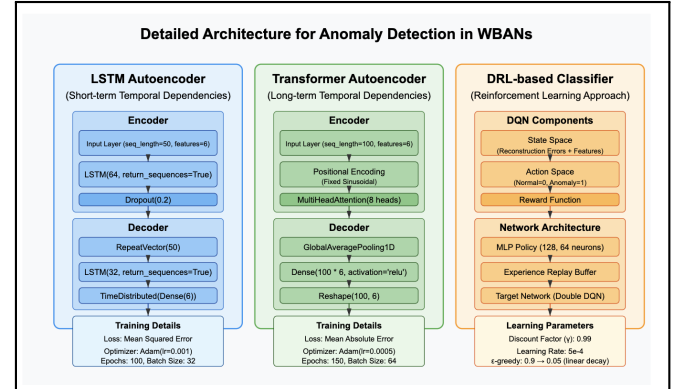 Detailed Architecture for Anomaly Detection in WBANs
LSTM Autoencoder
(Short-term Temporal Dependencies)
Encoder
Input Layer (seq_length=50, features=6)
LSTM(64, return_sequences=True)
Dropout(0.2)
Decoder
RepeatVector(50)
LSTM(32, return_sequences=True)
TimeDistributed(Dense(6))
Training Details
Loss: Mean Squared Error
Optimizer: Adam(lr=0.001)
Epochs: 100, Batch Size: 32
Transformer Autoencoder
(Long-term Temporal Dependencies)
Encoder
Input Layer (seq_length=100, features=6)
Positional Encoding
(Fixed Sinusoidal)
MultiHeadAttention(8 heads)
Decoder
GlobalAveragePooling1D
Dense(100 * 6, activation='relu')
Reshape(100, 6)
Training Details
Loss: Mean Absolute Error
Optimizer: Adam(lr=0.0005)
Epochs: 150, Batch Size: 64
DRL-based Classifier
(Reinforcement Learning Approach)
DQN Components
State Space
(Reconstruction Errors + Features)
Action Space
(Normal=0, Anomaly=1)
Reward Function
Network Architecture
MLP Policy (128, 64 neurons)
Experience Replay Buffer
Target Network (Double DQN)
Learning Parameters
Discount Factor (γ): 0.99
Learning Rate: 5e-4
ε-greedy: 0.9 → 0.05 (linear decay)